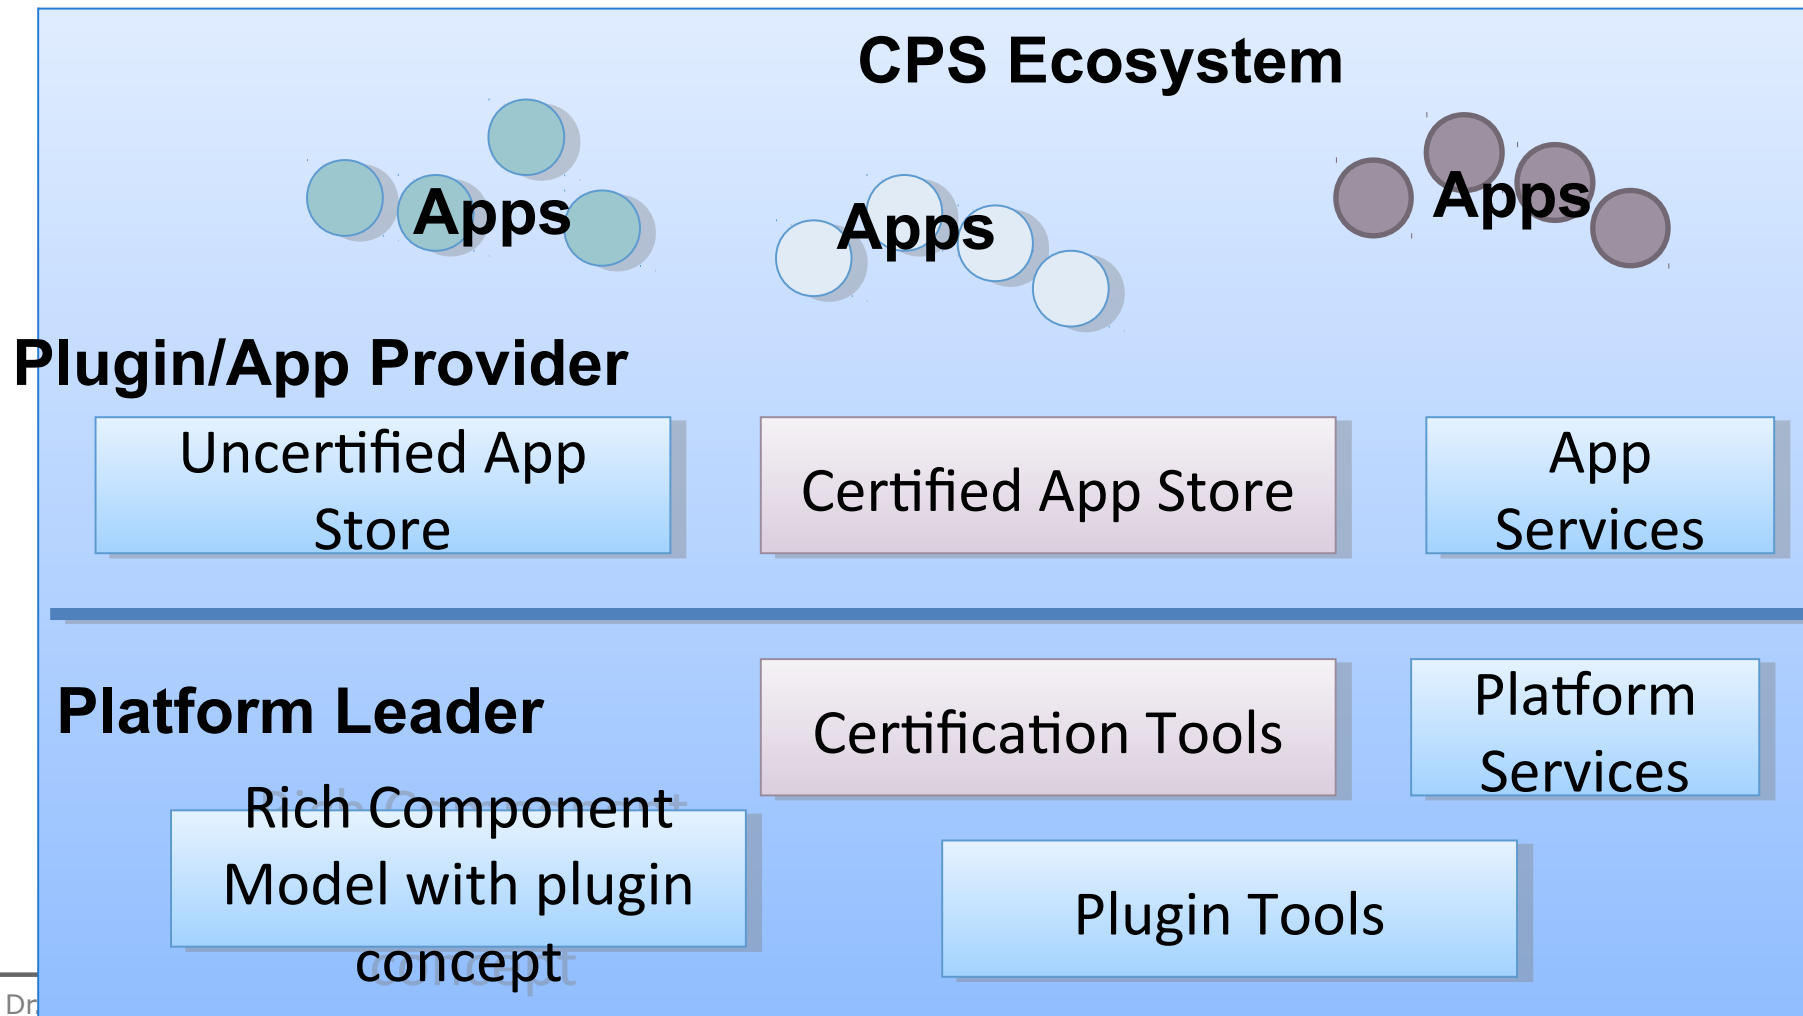 CPS Ecosystem
Apps
Apps
Apps
Plugin/App Provider
Uncertified App
Store
Certified App Store
App
Services
Platform Leader
Certification Tools
Platform
Services
Rich Component
Model with plugin
concept
Plugin Tools
Dr.